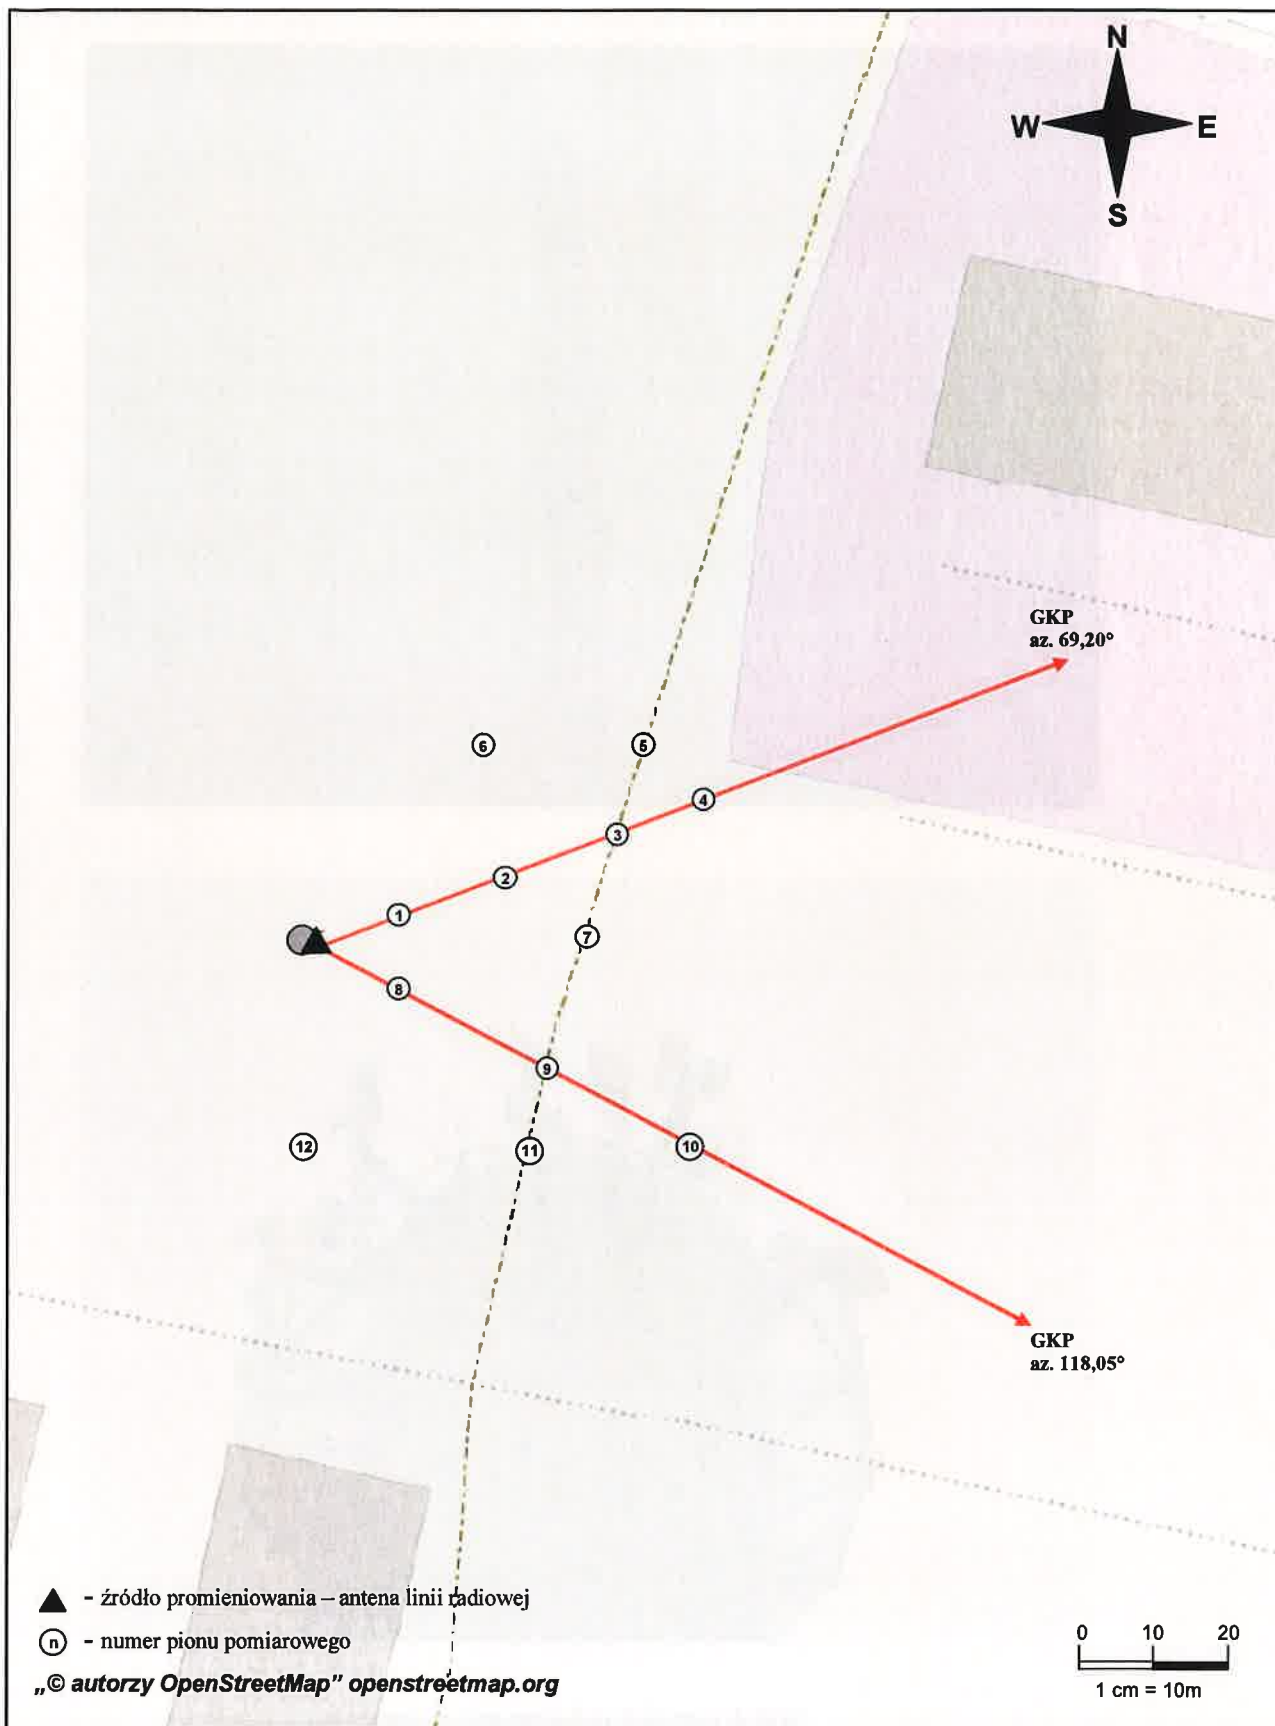 N
W E
S
GKP
az. 69,20°
6
5
4
3
2
1
7
8
9
12
11
10
GKP
az. 118,05°
- źródło promieniowania – antena linii radiowej
n - numer pionu pomiarowego
„© autorzy OpenStreetMap” openstreetmap.org
0 10 20
1 cm = 10m